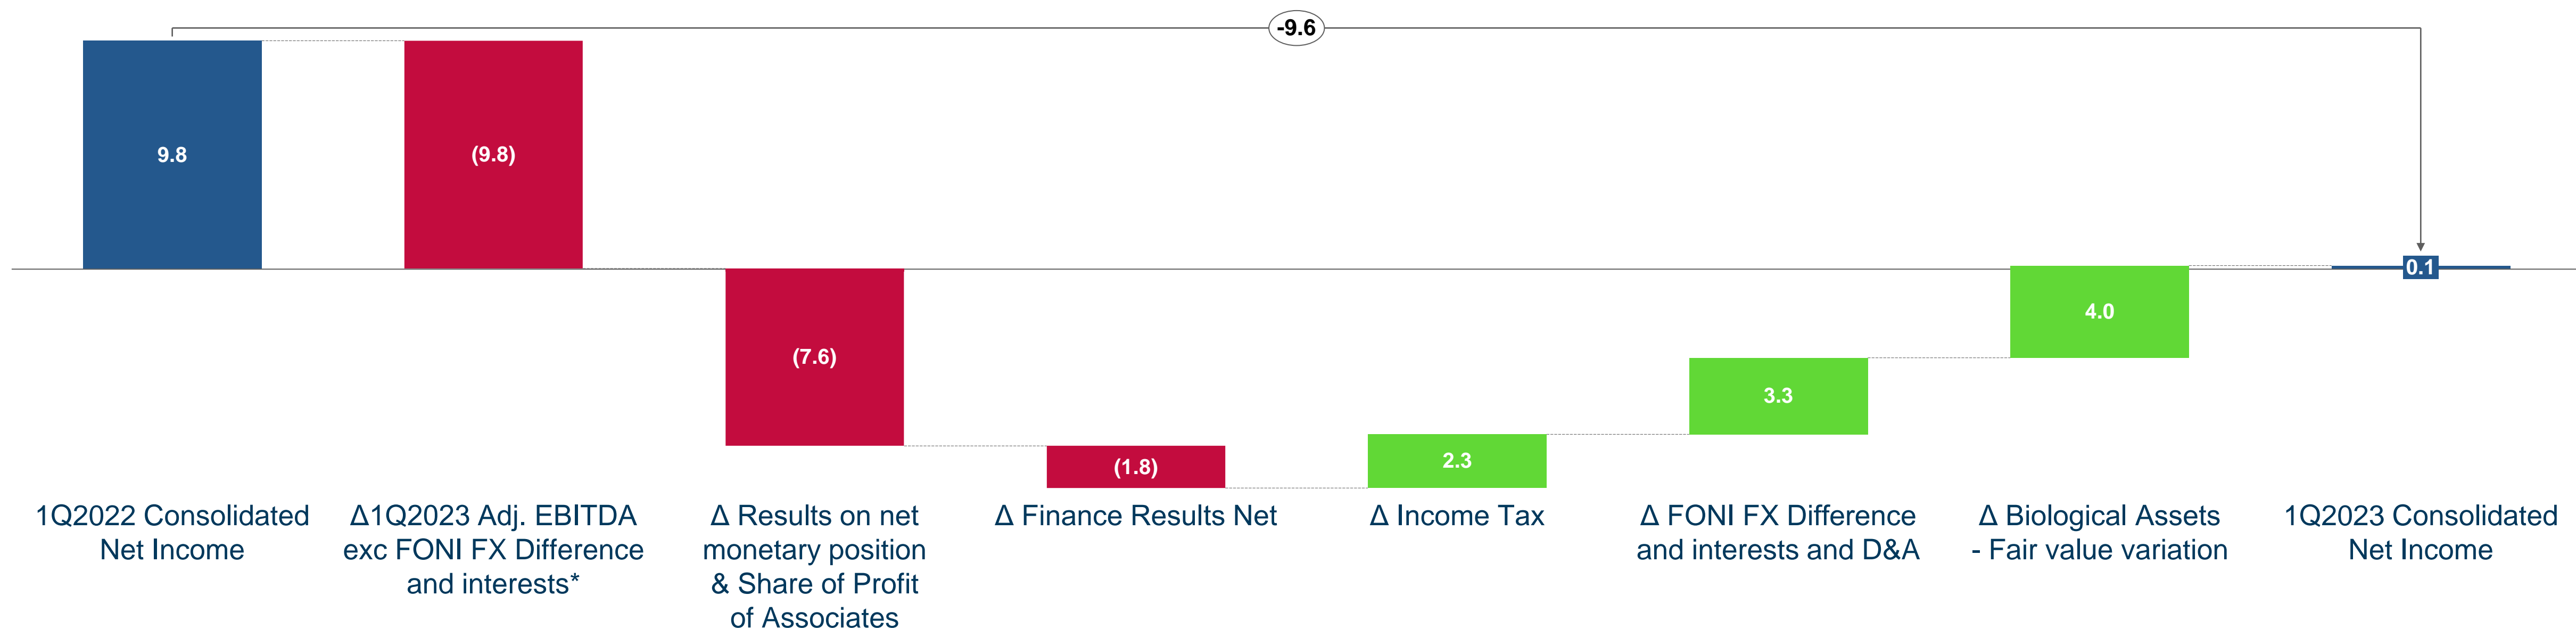 -9.6
9.8
(9.8)
(7.6)
(1.8)
2.3
3.3
4.0
0.1
1Q2022 Consolidated
Net Income
Δ1Q2023 Adj. EBITDA
exc FONI FX Difference
and interests*
Δ Results on net
monetary position
& Share of Profit
of Associates
Δ Finance Results Net
Δ Income Tax
Δ FONI FX Difference
and interests and D&A
Δ Biological Assets
- Fair value variation
1Q2023 Consolidated
Net Income